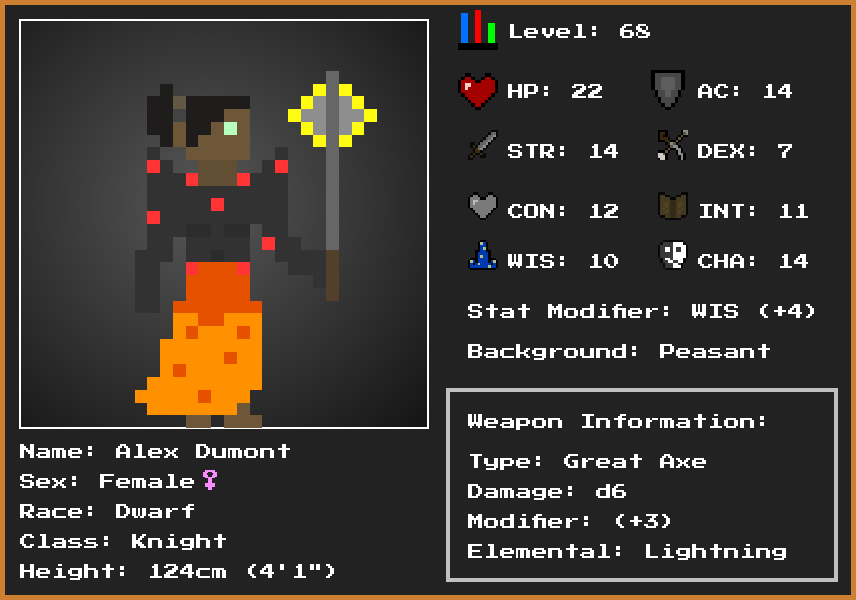 Level: 68
HP: 22
AC: 14
STR: 14
DEX: 7
CON: 12
INT: 11
WIS: 10
CHA: 14
Stat Modifier: WIS (+4)
Background: Peasant
Weapon Information:
Type: Great Axe
Damage: d6
Modifier: (+3)
Elemental: Lightning
Name: Alex Dumont
Sex: Female♀
Race: Dwarf
Class: Knight
Height: 124cm (4'1")